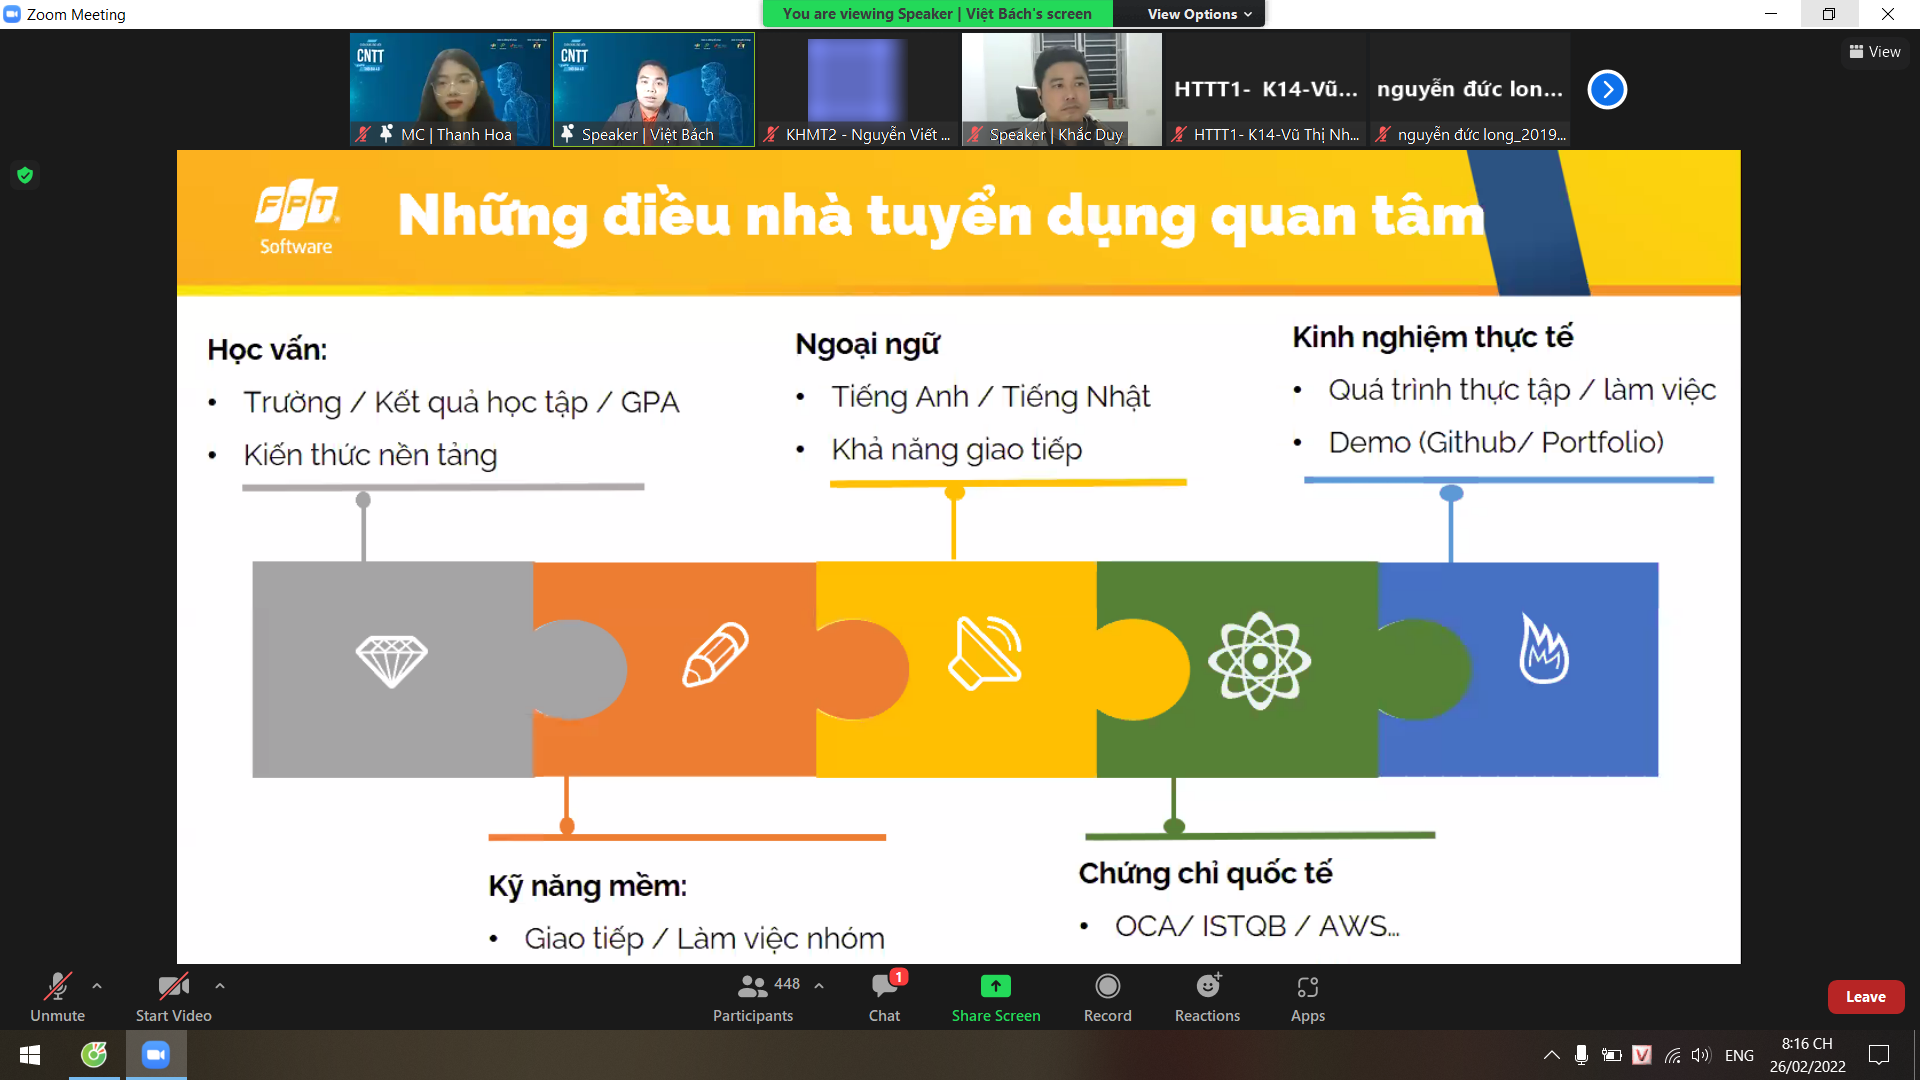 Zoom Meeting
You are viewing Speaker | Việt Bách's screen
View Options
View
CNTT
CNTT
HTTT1- K14-Vũ...
nguyễn đức lon...
MC | Thanh Hoa
Speaker | Việt Bách
KHMT2 - Nguyễn Viết ...
Speaker | Khắc Duy
HTTT1- K14-Vũ Thị Nh...
nguyễn đức long_2019...
FPT
Software
Những điều nhà tuyển dụng quan tâm
Học vấn:
• Trường / Kết quả học tập / GPA
• Kiến thức nền tảng
Ngoại ngữ
• Tiếng Anh / Tiếng Nhật
• Khả năng giao tiếp
Kinh nghiệm thực tế
• Quá trình thực tập / làm việc
• Demo (Github/ Portfolio)
Kỹ năng mềm:
• Giao tiếp / Làm việc nhóm
Chứng chỉ quốc tế
• OCA/ ISTQB / AWS...
Unmute
Start Video
448
Participants
1
Chat
Share Screen
Record
Reactions
Apps
Leave
V
ENG
8:16 CH
26/02/2022